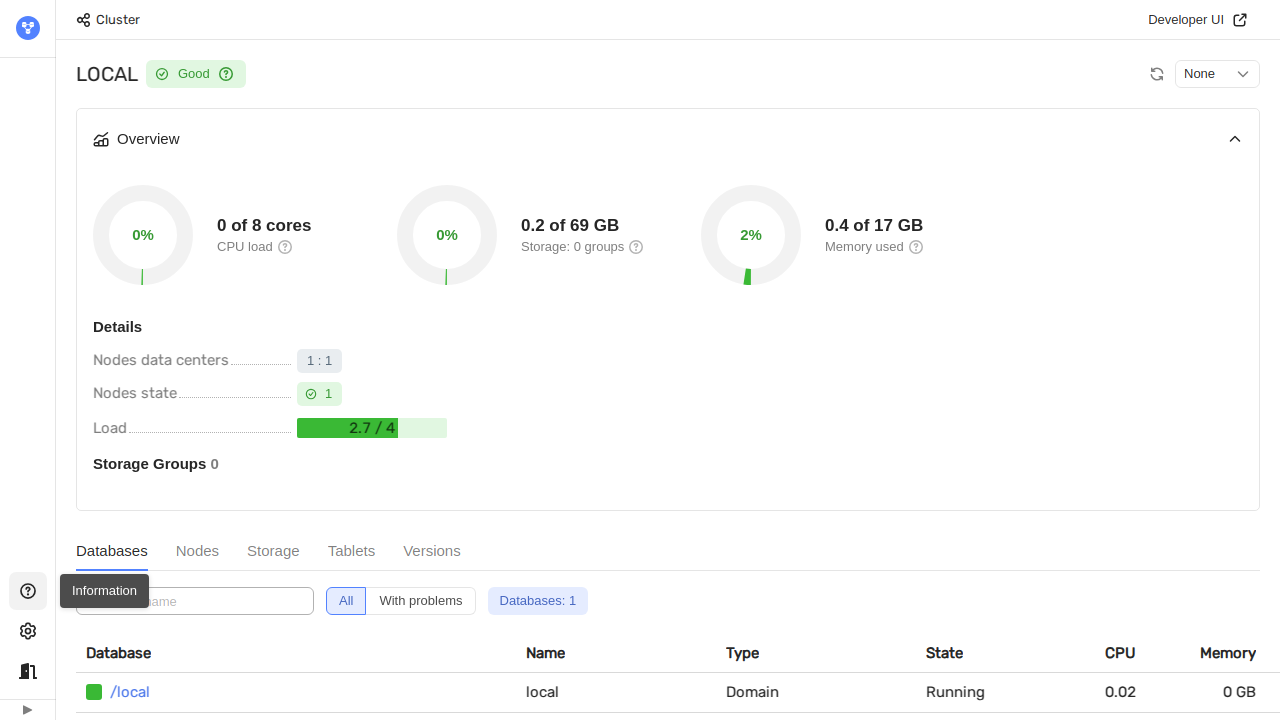 Cluster
Developer UI
LOCAL
Good
None
Overview
0%
0 of 8 cores
CPU load
0%
0.2 of 69 GB
Storage: 0 groups
2%
0.4 of 17 GB
Memory used
Details
Nodes data centers
1 : 1
Nodes state
1
Load
2.7 / 4
Storage Groups 0
Databases
Nodes
Storage
Tablets
Versions
Information
name
All
With problems
Databases: 1
Database Name Type State CPU Memory
/local local Domain Running 0.02 0 GB